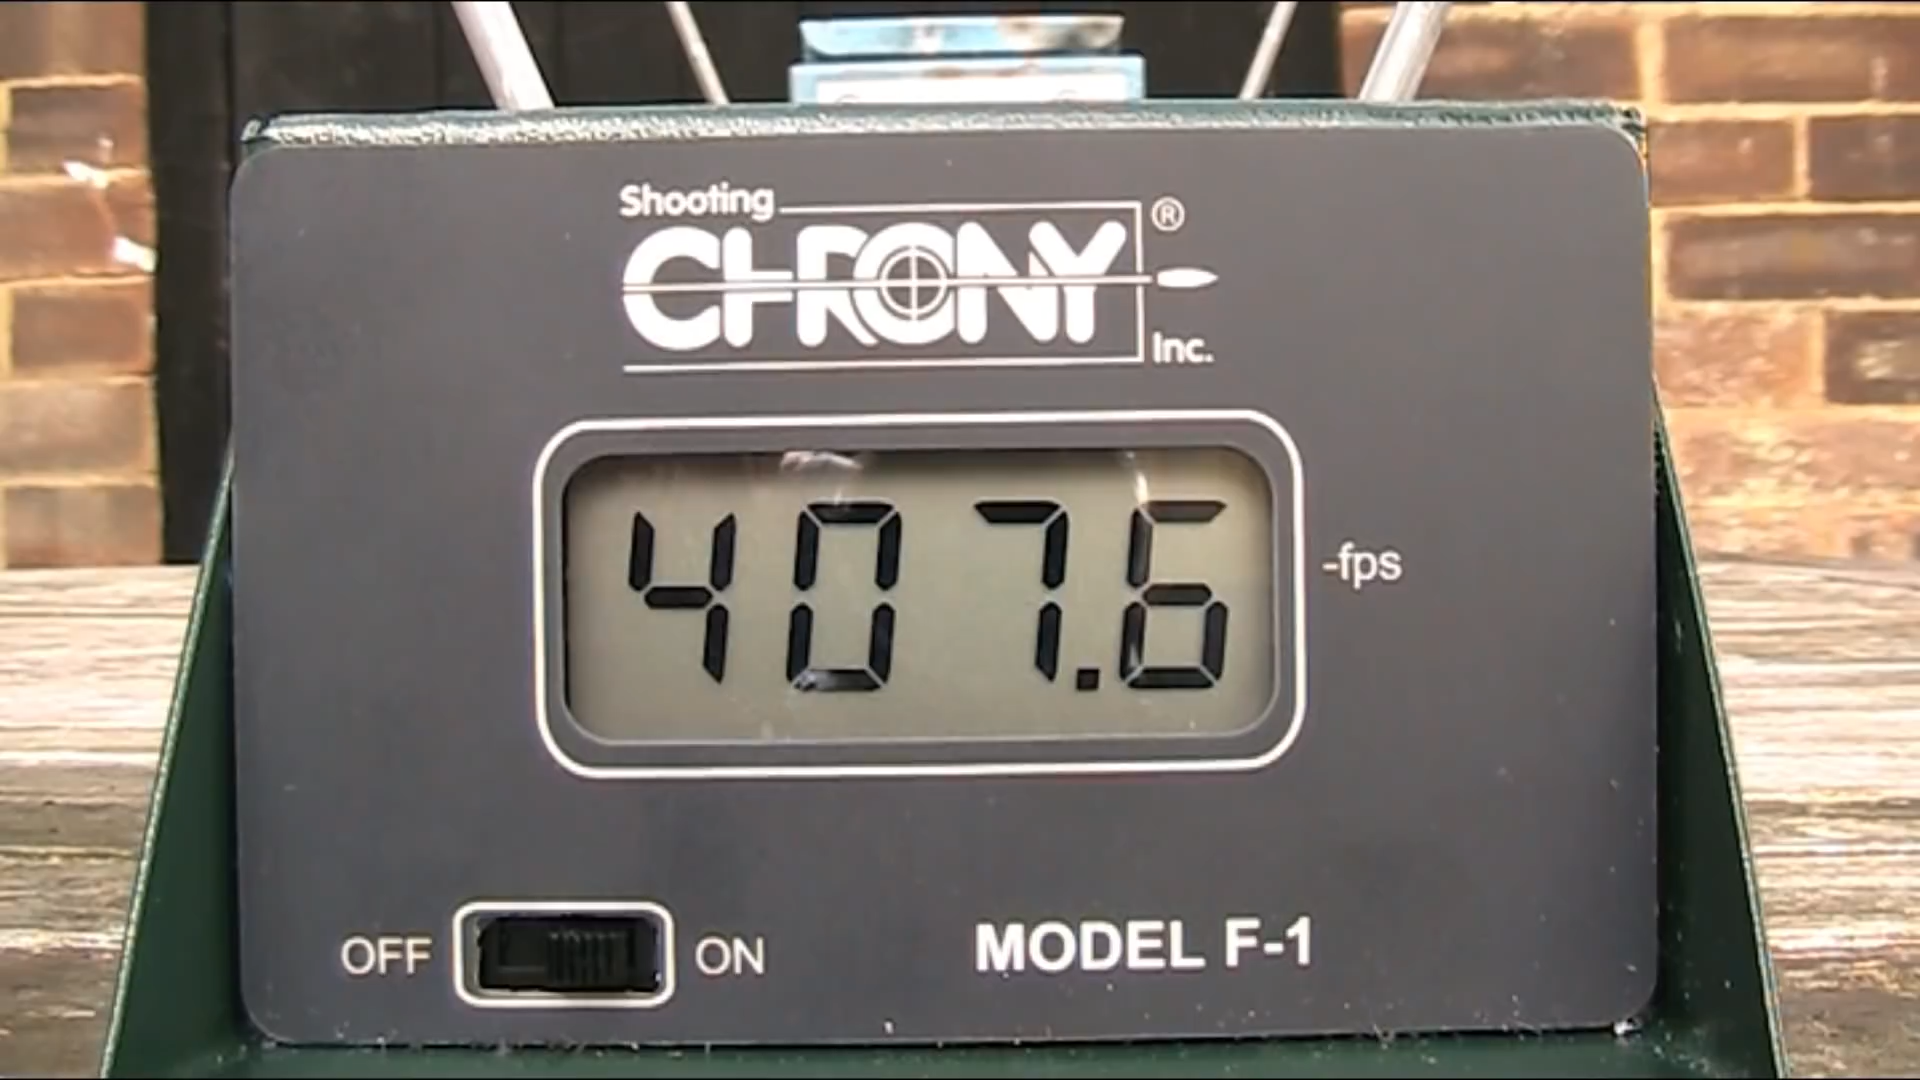 Shooting
CHRONY ®
Inc.
407.6
-fps
OFF ON
MODEL F-1